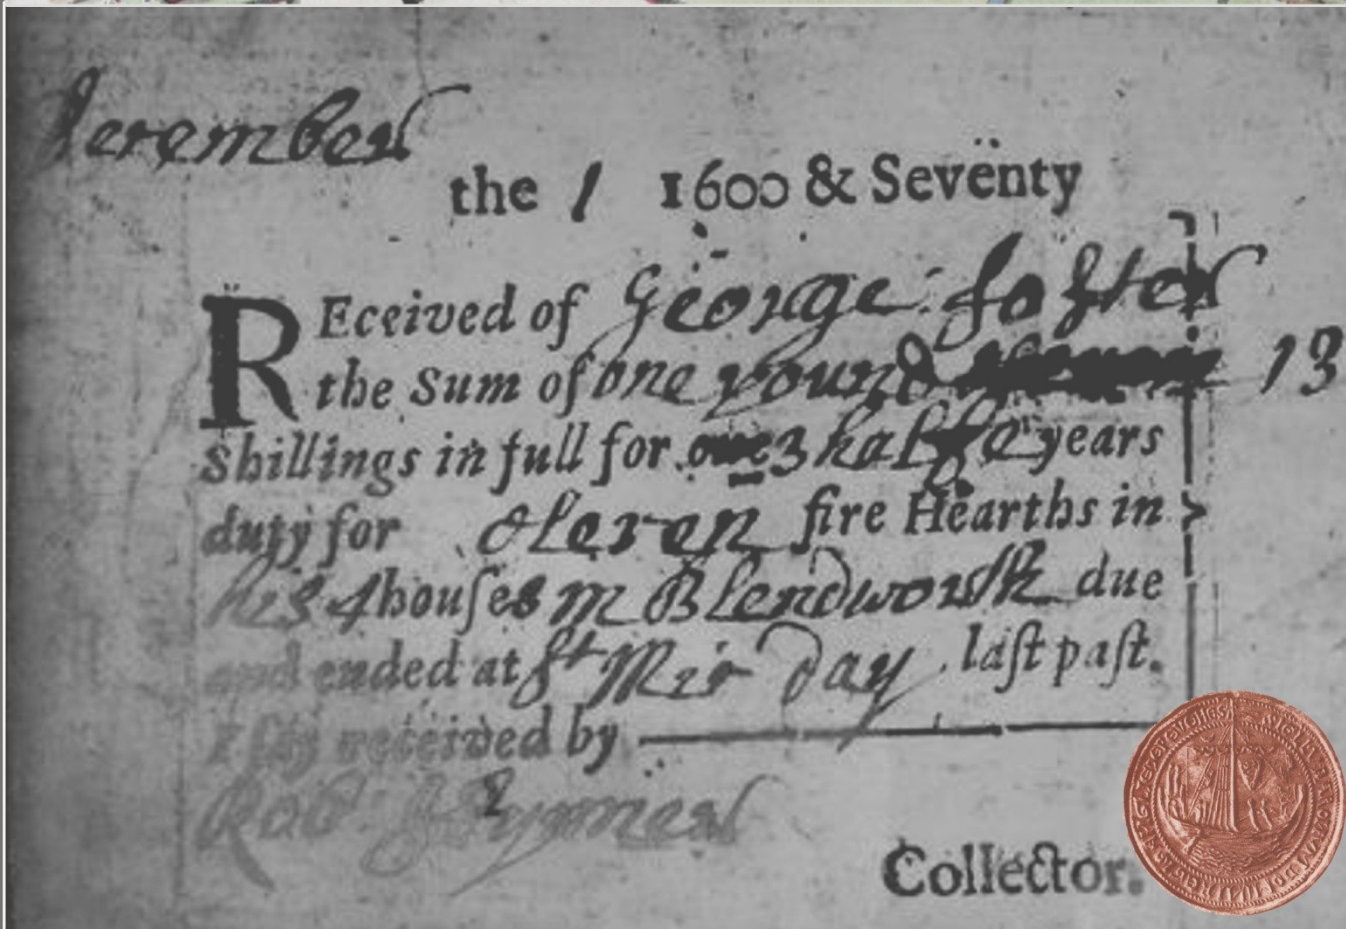 December
the 1 1600 & Seventy
REceived of George Foster
the Sum of one pound 13
Shillings in full for 3 half a years
duty for eleven fire Hearths in
his 4 houſes in Blendworth due
and ended at St Mic day laſt paſt.
I ſay received by
Rob
Collector.